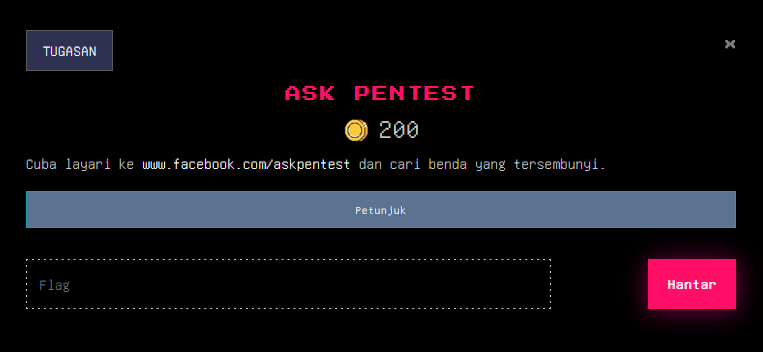 TUGASAN
×
ASK PENTEST
200
Cuba layari ke www.facebook.com/askpentest dan cari benda yang tersembunyi.
Petunjuk
Flag
Hantar